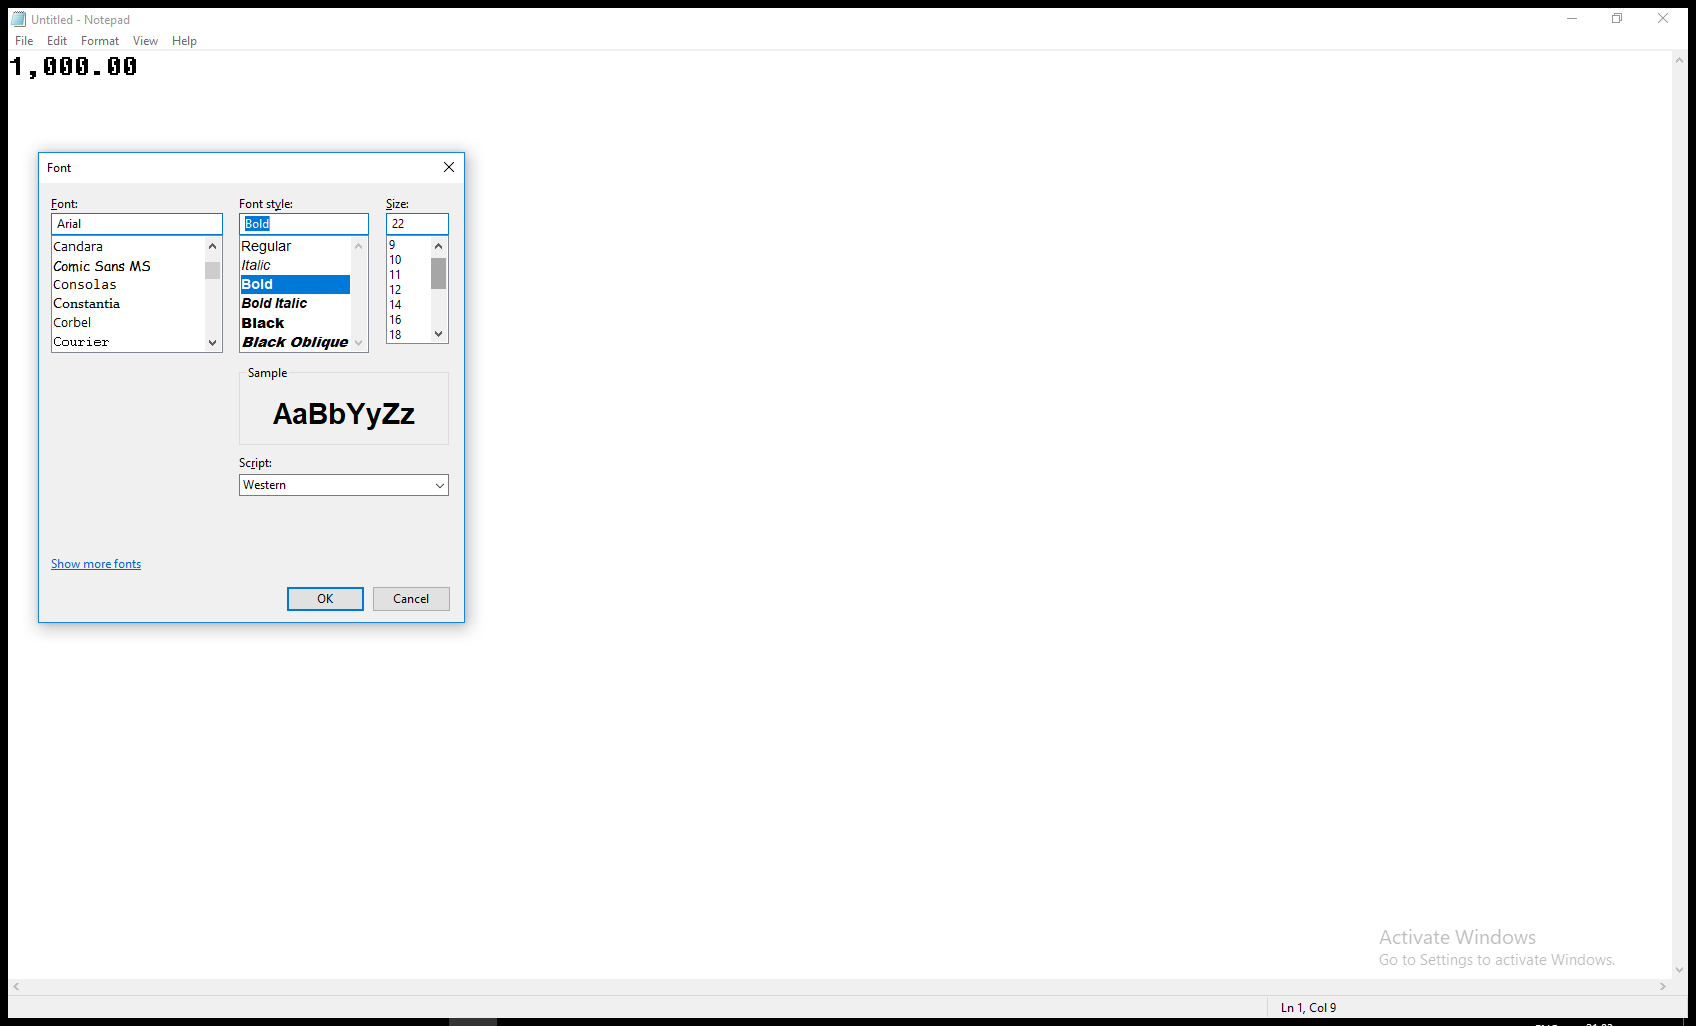 Untitled - Notepad
File Edit Format View Help
1,000.00
Font
Font: Font style: Size:
Arial Bold 22
Candara
Comic Sans MS
Consolas
Constantia
Corbel
Courier
Regular
Italic
Bold
Bold Italic
Black
Black Oblique
9
10
11
12
14
16
18
Sample
AaBbYyZz
Script:
Western
Show more fonts
OK Cancel
Activate Windows
Go to Settings to activate Windows.
Ln 1, Col 9